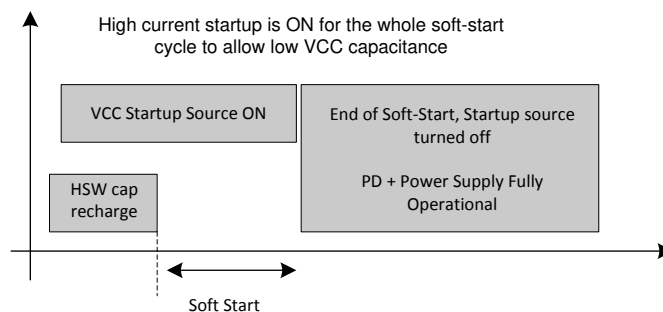 High current startup is ON for the whole soft-start
cycle to allow low VCC capacitance
VCC Startup Source ON
End of Soft-Start, Startup source
turned off
PD + Power Supply Fully
Operational
HSW cap
recharge
Soft Start